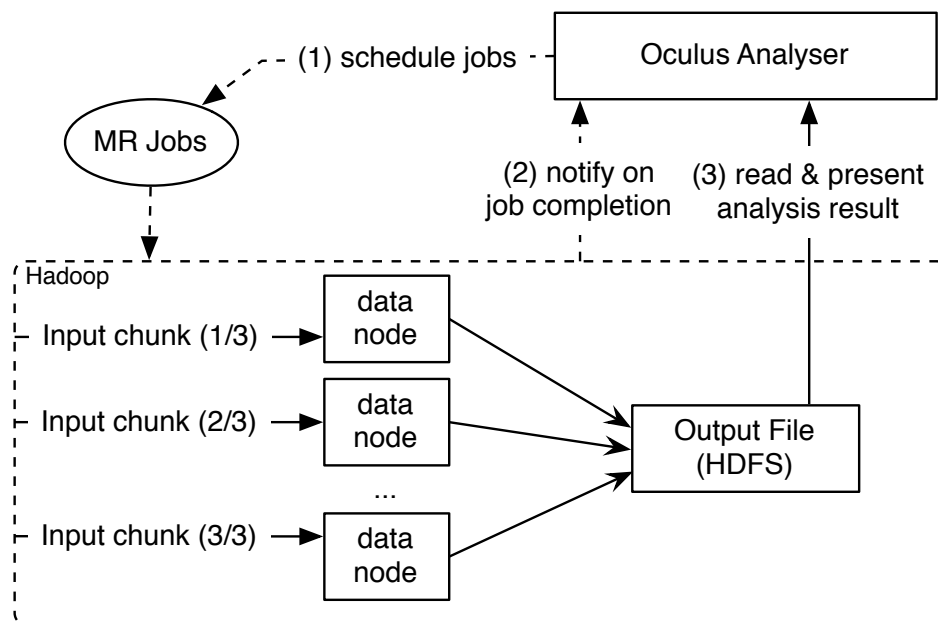 (1) schedule jobs
Oculus Analyser
MR Jobs
(2) notify on
job completion
(3) read & present
analysis result
Hadoop
Input chunk (1/3)
data
node
Input chunk (2/3)
data
node
...
Input chunk (3/3)
data
node
Output File
(HDFS)